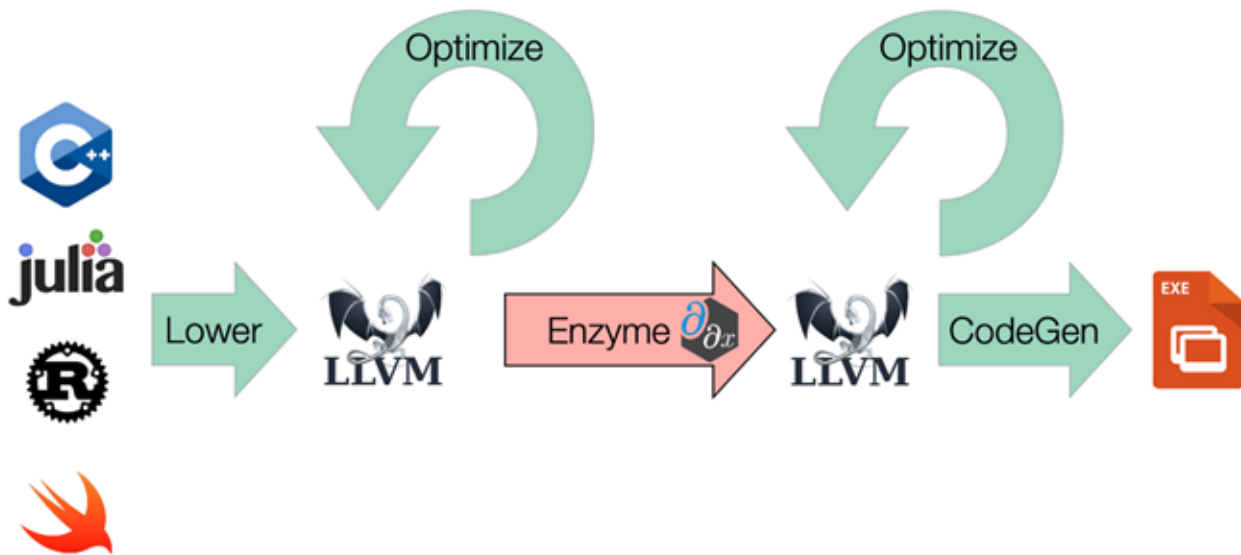 Optimize
Optimize
C++
julia
Lower
LLVM
Enzyme ∂ ∂x
LLVM
CodeGen
EXE
R